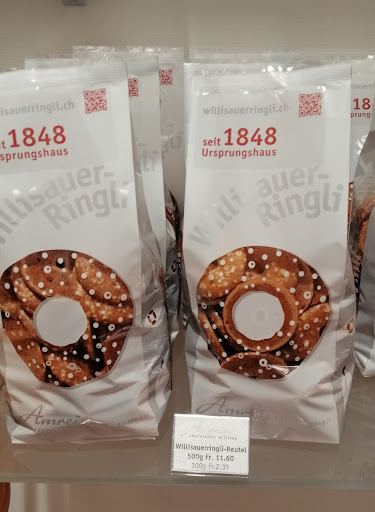 willisauerringli.ch
seit 1848
Ursprungshaus
Willisauer-
Ringli
willisauerringli.ch
seit 1848
Ursprungshaus
Willisauer-
Ringli
Amrein
Willisauerringli-Beutel
500g Fr. 11.60
100g Fr.2.35